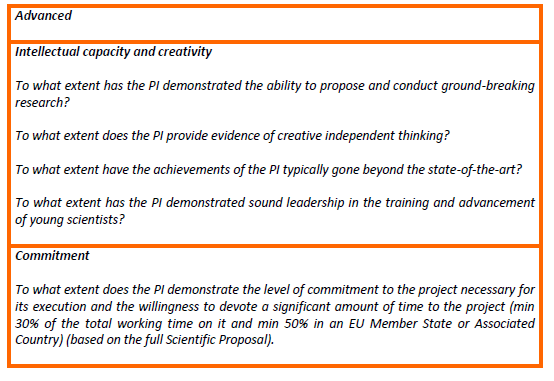 Advanced
Intellectual capacity and creativity
To what extent has the PI demonstrated the ability to propose and conduct ground-breaking
research?
To what extent does the PI provide evidence of creative independent thinking?
To what extent have the achievements of the PI typically gone beyond the state-of-the-art?
To what extent has the PI demonstrated sound leadership in the training and advancement
of young scientists?
Commitment
To what extent does the PI demonstrate the level of commitment to the project necessary for
its execution and the willingness to devote a significant amount of time to the project (min
30% of the total working time on it and min 50% in an EU Member State or Associated
Country) (based on the full Scientific Proposal).